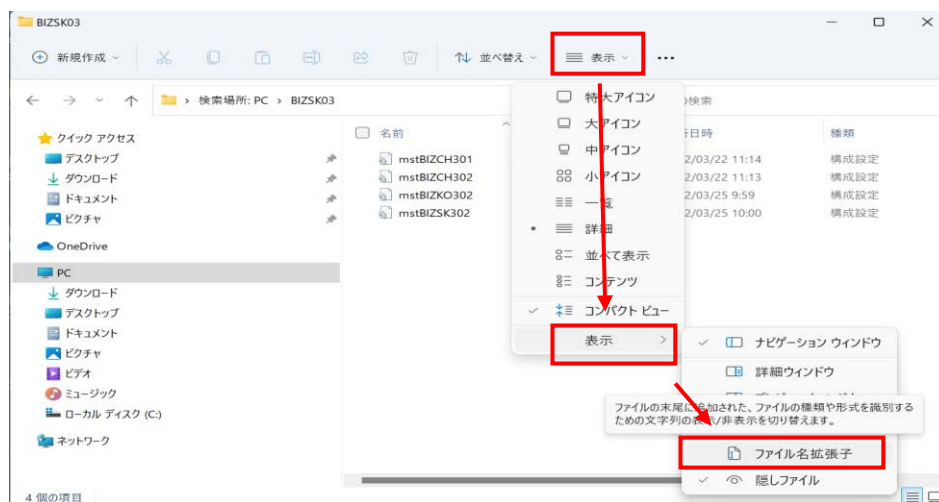 BIZSK03
新規作成
並べ替え
表示
検索場所: PC › BIZSK03
検索
名前
日時
種類
クイック アクセス
デスクトップ
ダウンロード
ドキュメント
ピクチャ
OneDrive
PC
ダウンロード
デスクトップ
ドキュメント
ピクチャ
ビデオ
ミュージック
ローカル ディスク (C:)
ネットワーク
mstBIZCH301
mstBIZCH302
mstBIZKO302
mstBIZSK302
2/03/22 11:14
2/03/22 11:13
2/03/25 9:59
2/03/25 10:00
構成設定
構成設定
構成設定
構成設定
特大アイコン
大アイコン
中アイコン
小アイコン
一覧
詳細
並べて表示
コンテンツ
コンパクト ビュー
表示
ナビゲーション ウィンドウ
詳細ウィンドウ
ファイルの末尾に追加された、ファイルの種類や形式を識別する
ための文字列の表示/非表示を切り替えます。
ファイル名拡張子
隠しファイル
4 個の項目